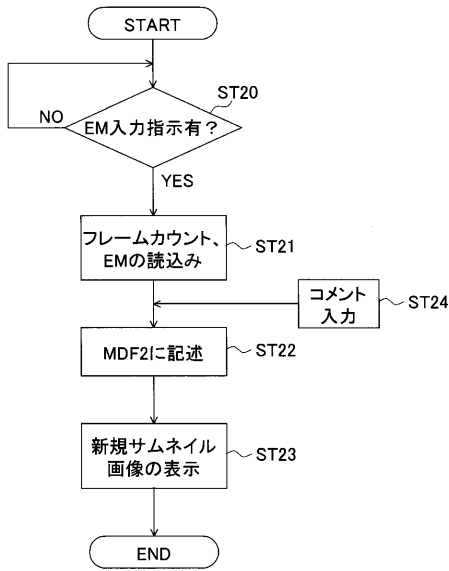 START
ST20
NO
EM入力指示有？
YES
フレームカウント、
EMの読込み
ST21
コメント
入力
ST24
MDF2に記述
ST22
新規サムネイル
画像の表示
ST23
END